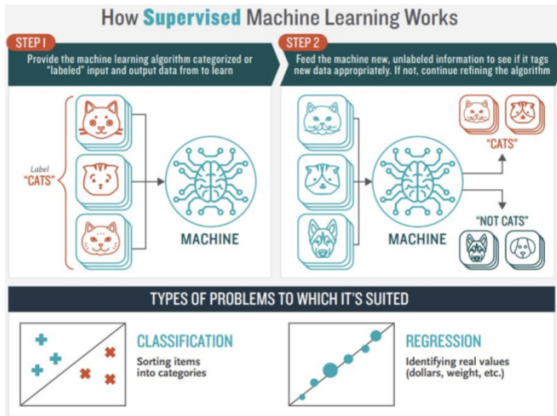 How Supervised Machine Learning Works
STEP 1
Provide the machine learning algorithm categorized or
"labeled" input and output data from to learn
STEP 2
Feed the machine new, unlabeled information to see if it tags
new data appropriately. If not, continue refining the algorithm
Label
"CATS"
MACHINE
MACHINE
"CATS"
"NOT CATS"
TYPES OF PROBLEMS TO WHICH IT'S SUITED
CLASSIFICATION
Sorting items
into categories
REGRESSION
Identifying real values
(dollars, weight, etc.)